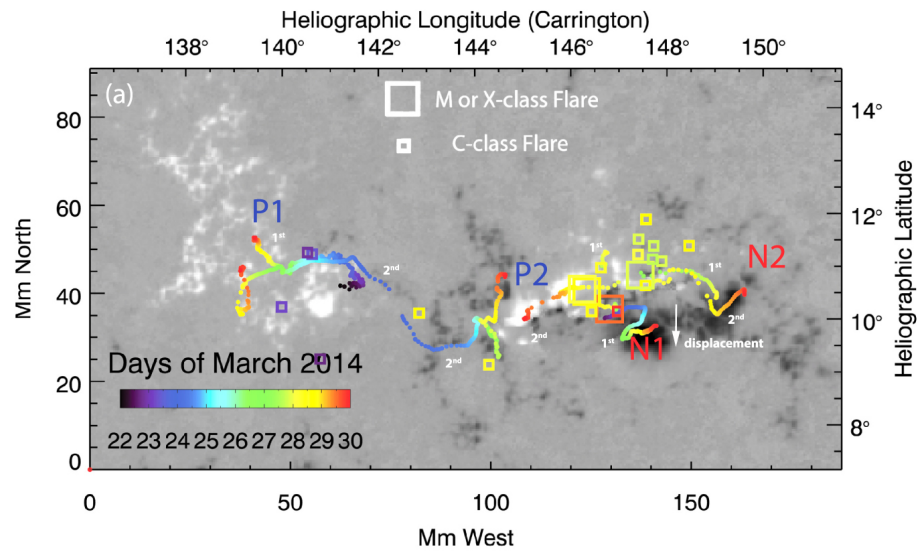 Heliographic Longitude (Carrington)
138° 140° 142° 144° 146° 148° 150°
(a)
M or X-class Flare
C-class Flare
80
60
40
20
0
Mm North
14°
12°
10°
8°
Heliographic Latitude
P1
1st
2nd
2nd
P2
2nd
1st
1st
N2
2nd
1st
N1
displacement
Days of March 2014
22 23 24 25 26 27 28 29 30
0 50 100 150
Mm West